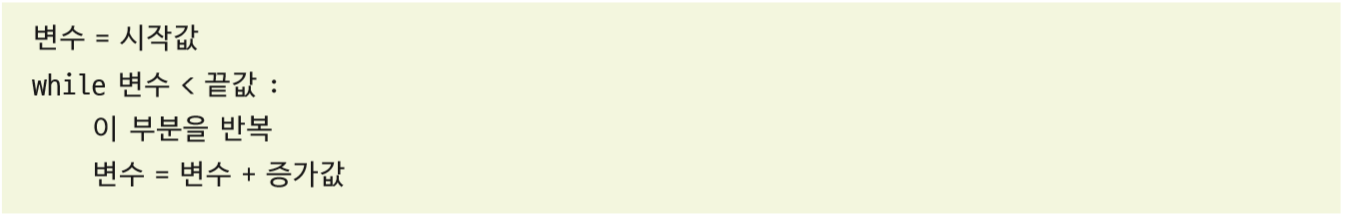 변수 = 시작값
while 변수 < 끝값 :
이 부분을 반복
변수 = 변수 + 증가값